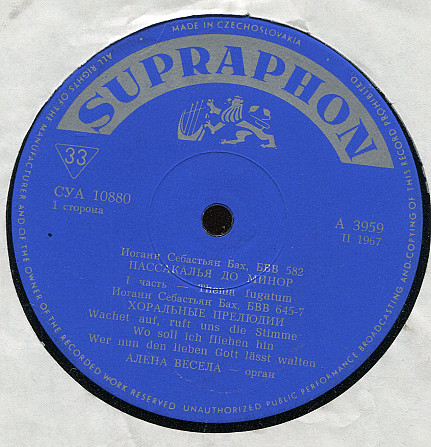 MADE IN CZECHOSLOVAKIA
ALL RIGHTS OF THE MANUFACTURER AND OF THE OWNER OF THE RECORDED WORK RESERVED UNAUTHORIZED PUBLIC PERFORMANCE BROADCASTING AND COPYING OF THIS RECORD PROHIBITED
SUPRAPHON
33
СУА 10880
1 сторона
А 3959
II 1967
Иоганн Себастьян Бах, БВВ 582
ПАССАКАЛЬЯ ДО МИНОР
I часть — Thema fugatum
Иоганн Себастьян Бах, БВВ 645-7
ХОРАЛЬНЫЕ ПРЕЛЮДИИ
Wachet auf, ruft uns die Stimme
Wo soll ich fliehen hin
Wer nun den lieben Gott lässt walten
АЛЕНА ВЕСЕЛА — орган